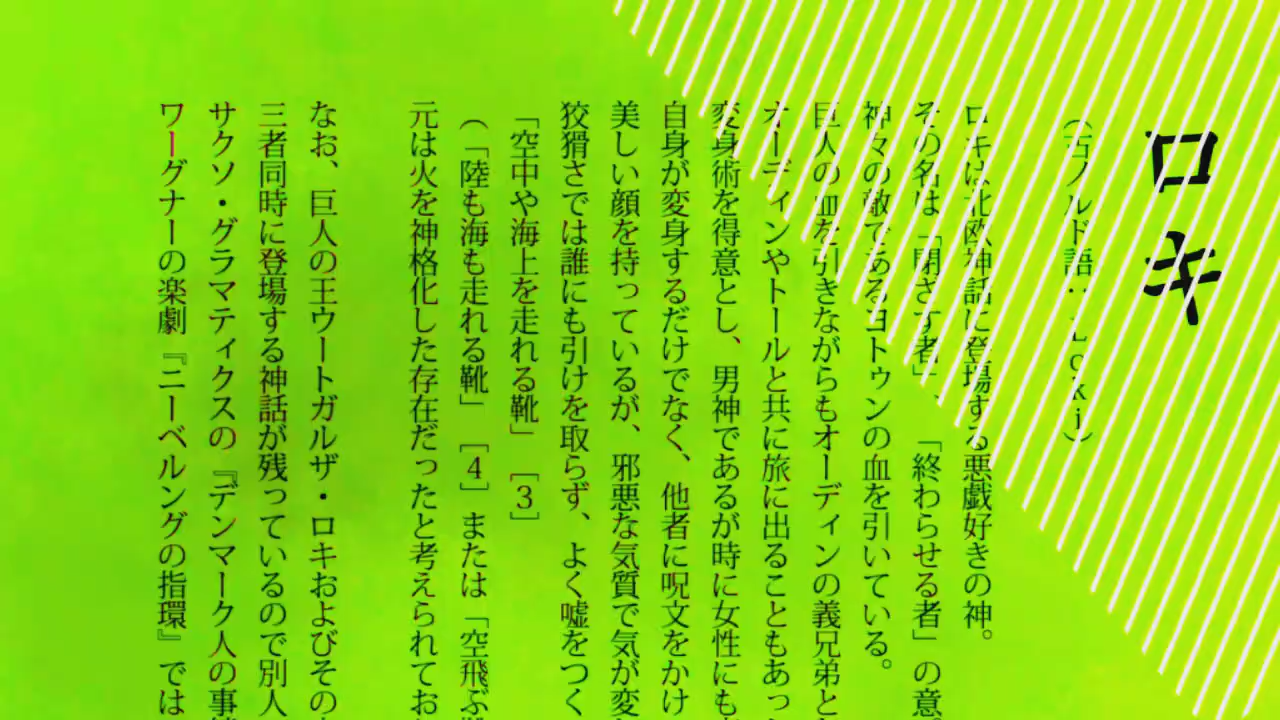 ロキ
(古ノルド語:Loki)
ロキは北欧神話に登場する悪戯好きの神。
その名は「閉ざす者」、「終わらせる者」の意
神々の敵であるヨトゥンの血を引いている。
巨人の血を引きながらもオーディンの義兄弟と
オーディンやトールと共に旅に出ることもあっ
変身術を得意とし、男神であるが時に女性にも
自身が変身するだけでなく、他者に呪文をかけ
美しい顔を持っているが、邪悪な気質で気が変
狡猾さでは誰にも引けを取らず、よく嘘をつく
「空中や海上を走れる靴」[3]
(「陸も海も走れる靴」[4]または「空飛ぶ
元は火を神格化した存在だったと考えられてお
なお、巨人の王ウートガルザ・ロキおよびその
三者同時に登場する神話が残っているので別人
サクソ・グラマティクスの『デンマーク人の事
ワーグナーの楽劇『ニーベルングの指環』では